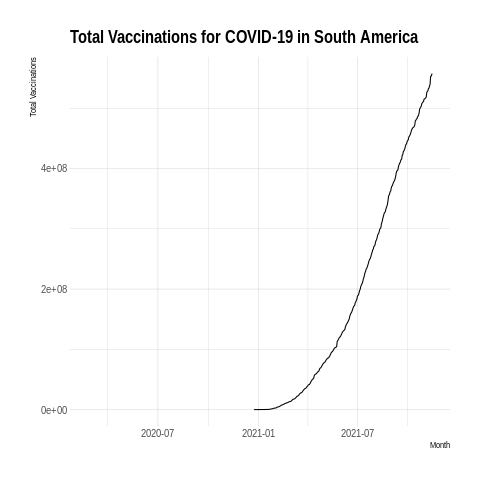 Total Vaccinations for COVID-19 in South America
Total Vaccinations
4e+08
2e+08
0e+00
2020-07
2021-01
2021-07
Month